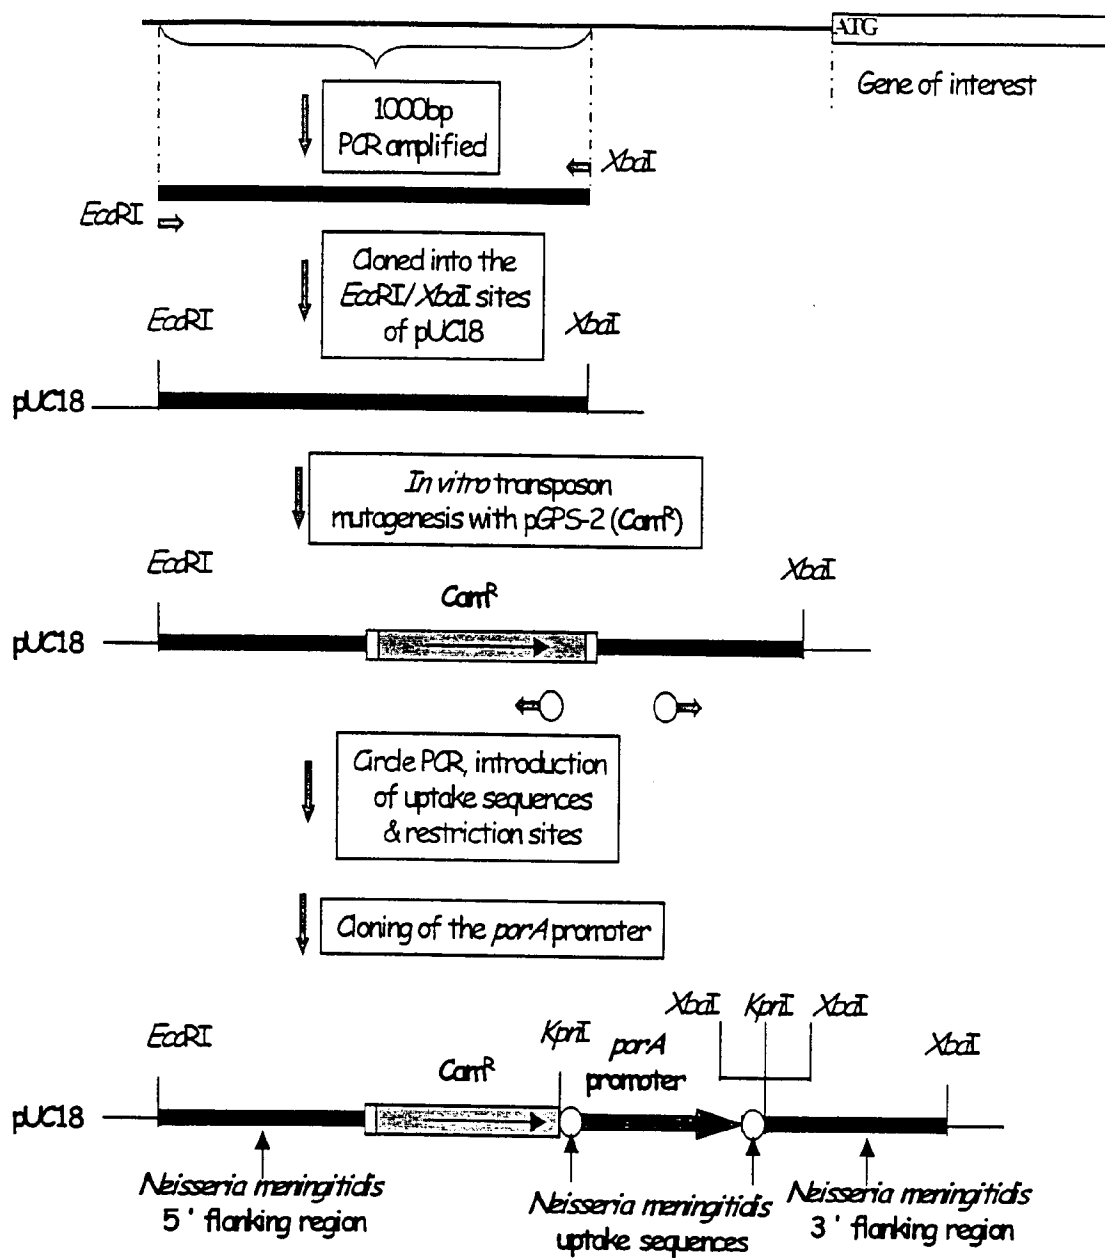 ATG
Gene of interest
1000bp
PCR amplified
XbaI
EcoRI
Cloned into the
EcoRI/XbaI sites
of pUC18
EcoRI
XbaI
pUC18
In vitro transposon
mutagenesis with pGPS-2 (Camᴿ)
EcoRI
XbaI
Camᴿ
pUC18
Circle PCR, introduction
of uptake sequences
& restriction sites
Cloning of the porA promoter
XbaI KpnI XbaI
EcoRI
KpnI
porA
promoter
XbaI
Camᴿ
pUC18
Neisseria meningitidis
5' flanking region
Neisseria meningitidis
uptake sequences
Neisseria meningitidis
3' flanking region